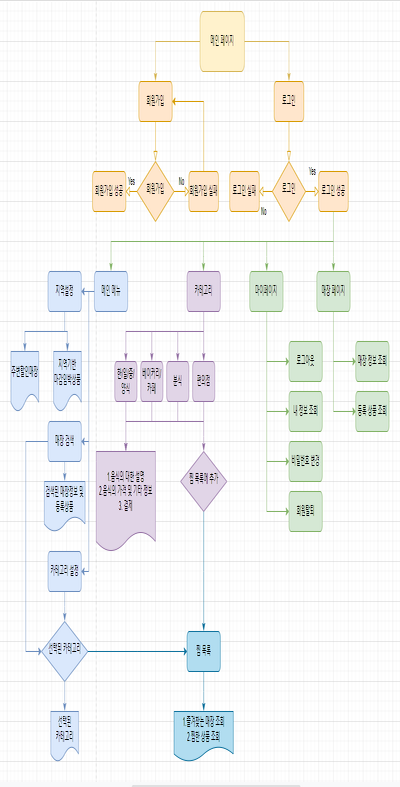 메인 페이지
회원가입
로그인
회원가입 성공
Yes
회원가입
No
회원가입 실패
로그인 실패
No
로그인
Yes
로그인 성공
지역설정
메인 메뉴
카테고리
마이페이지
매장 페이지
주변할인매장
지역기반
마감임박상품
한/일/중/
양식
베이커리/
카페
분식
편의점
로그아웃
매장 정보 조회
내 정보 조회
등록 상품 조회
매장 검색
검색된 매장정보 및
등록상품
1.음식의 대한 설명
2.음식의 가격 및 기타 정보
3. 결제
찜 목록에 추가
비밀번호 변경
회원탈퇴
카테고리 설정
선택된 카테고리
찜 목록
선택된
카테고리
1.즐겨찾는 매장 조회
2.찜한 상품 조회